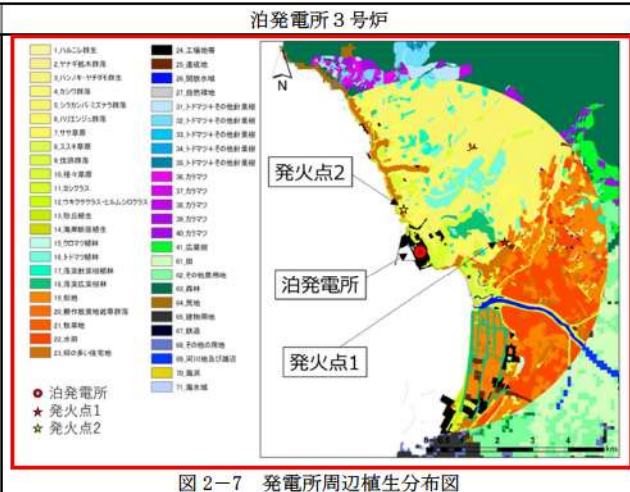 泊発電所3号炉
1,ハルニレ群生
2,ヤナギ低木群落
3,ハンノキ-ヤチダモ群生
4,カシワ群落
5,シラカンバ-ミズナラ群落
6,ハリエンジュ群落
7,ササ草原
8,ススキ草原
9,伐跡群落
10,種々草原
11,ヨシクラス
12,ウキクサクラス-ヒルムシロクラス
13,砂丘植生
14,海岸断崖植生
15,クロマツ植林
16,トドマツ植林
17,落葉針葉樹植林
18,落葉広葉樹植林
19,樹園
20,耕作放棄地雑草群落
21,牧草地
22,水田
23,緑の多い住宅地
24,工場地帯
25,造成地
26,開放水域
27,自然裸地
31,トドマツ+その他針葉樹
32,トドマツ+その他針葉樹
33,トドマツ+その他針葉樹
34,トドマツ+その他針葉樹
35,トドマツ+その他針葉樹
36,カラマツ
37,カラマツ
38,カラマツ
39,カラマツ
40,カラマツ
41,広葉樹
61,田
62,その他農用地
63,森林
64,荒地
65,建物用地
67,鉄道
68,その他の用地
69,河川地及び湖沼
70,海浜
71,海水域
泊発電所
発火点1
発火点2
N
発火点2
泊発電所
発火点1
km
図2-7 発電所周辺植生分布図